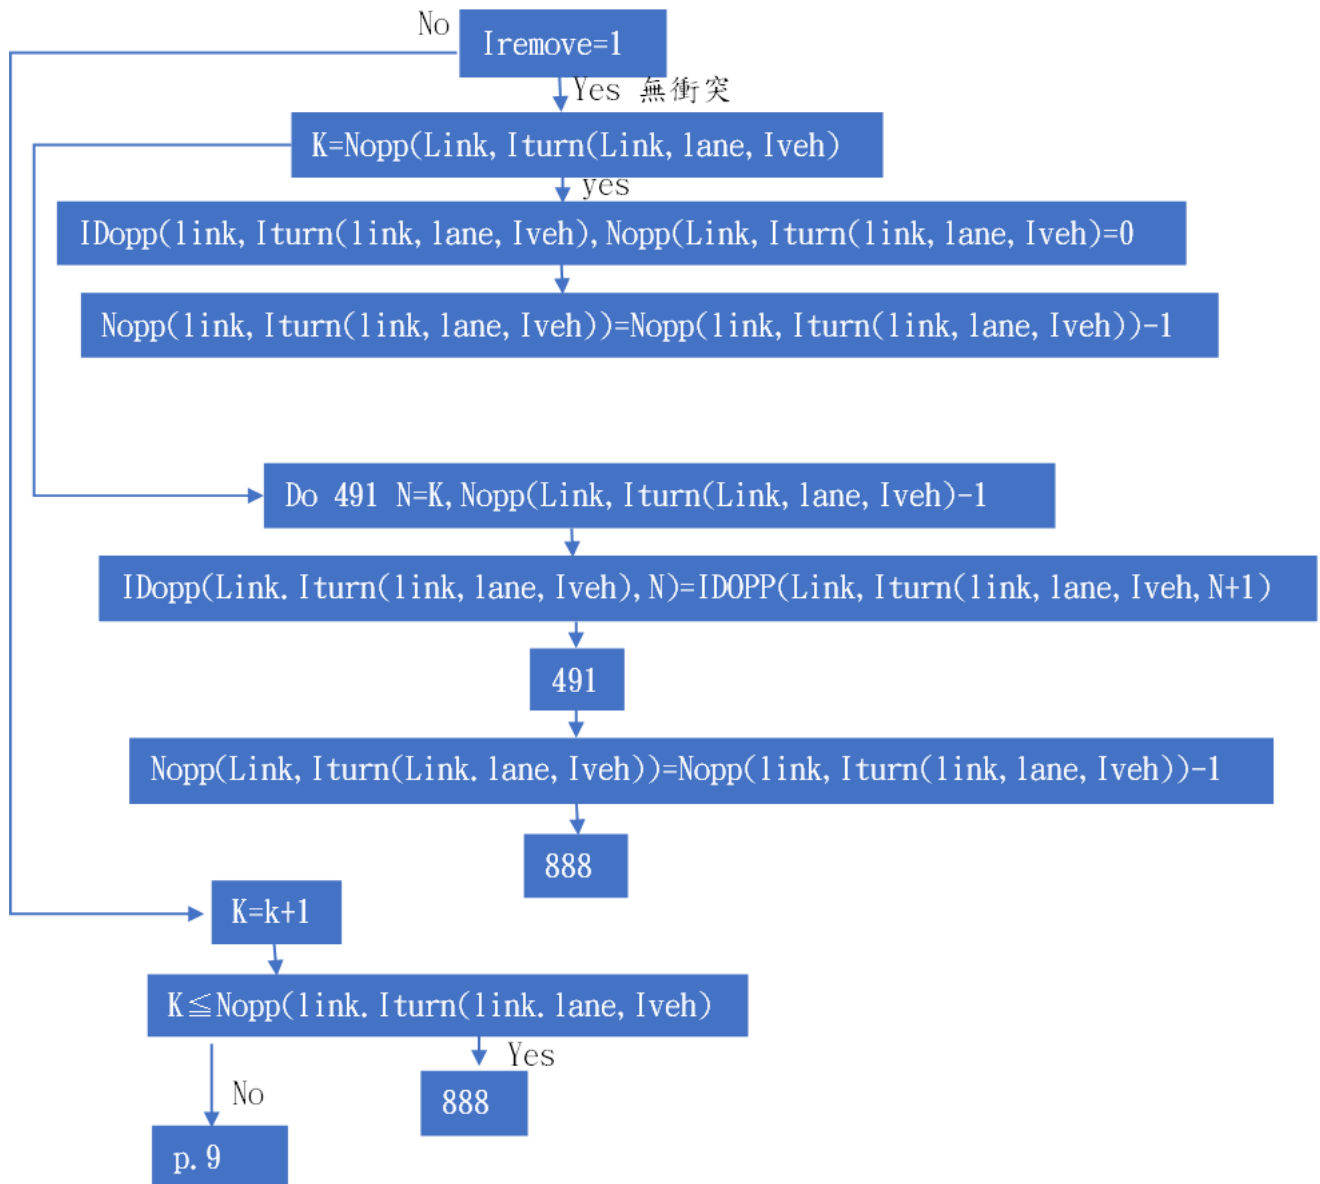 No
Iremove=1
Yes 無衝突
K=Nopp(Link,Iturn(Link,lane,Iveh)
yes
IDopp(link,Iturn(link,lane,Iveh),Nopp(Link,Iturn(link,lane,Iveh)=0
Nopp(link,Iturn(link,lane,Iveh))=Nopp(link,Iturn(link,lane,Iveh))-1
Do 491 N=K,Nopp(Link,Iturn(Link,lane,Iveh)-1
IDopp(Link.Iturn(link,lane,Iveh),N)=IDOPP(Link,Iturn(link,lane,Iveh,N+1)
491
Nopp(Link,Iturn(Link.lane,Iveh))=Nopp(link,Iturn(link,lane,Iveh))-1
888
K=k+1
K≦Nopp(link.Iturn(link.lane,Iveh)
Yes
No
888
p.9